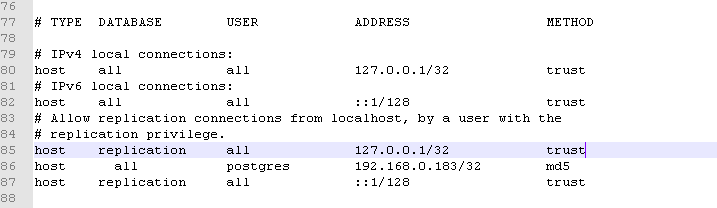 76
77 # TYPE  DATABASE        USER            ADDRESS                 METHOD
78
79 # IPv4 local connections:
80 host    all             all             127.0.0.1/32            trust
81 # IPv6 local connections:
82 host    all             all             ::1/128                 trust
83 # Allow replication connections from localhost, by a user with the
84 # replication privilege.
85 host    replication     all             127.0.0.1/32            trust
86 host      all           postgres        192.168.0.183/32        md5
87 host    replication     all             ::1/128                 trust
88